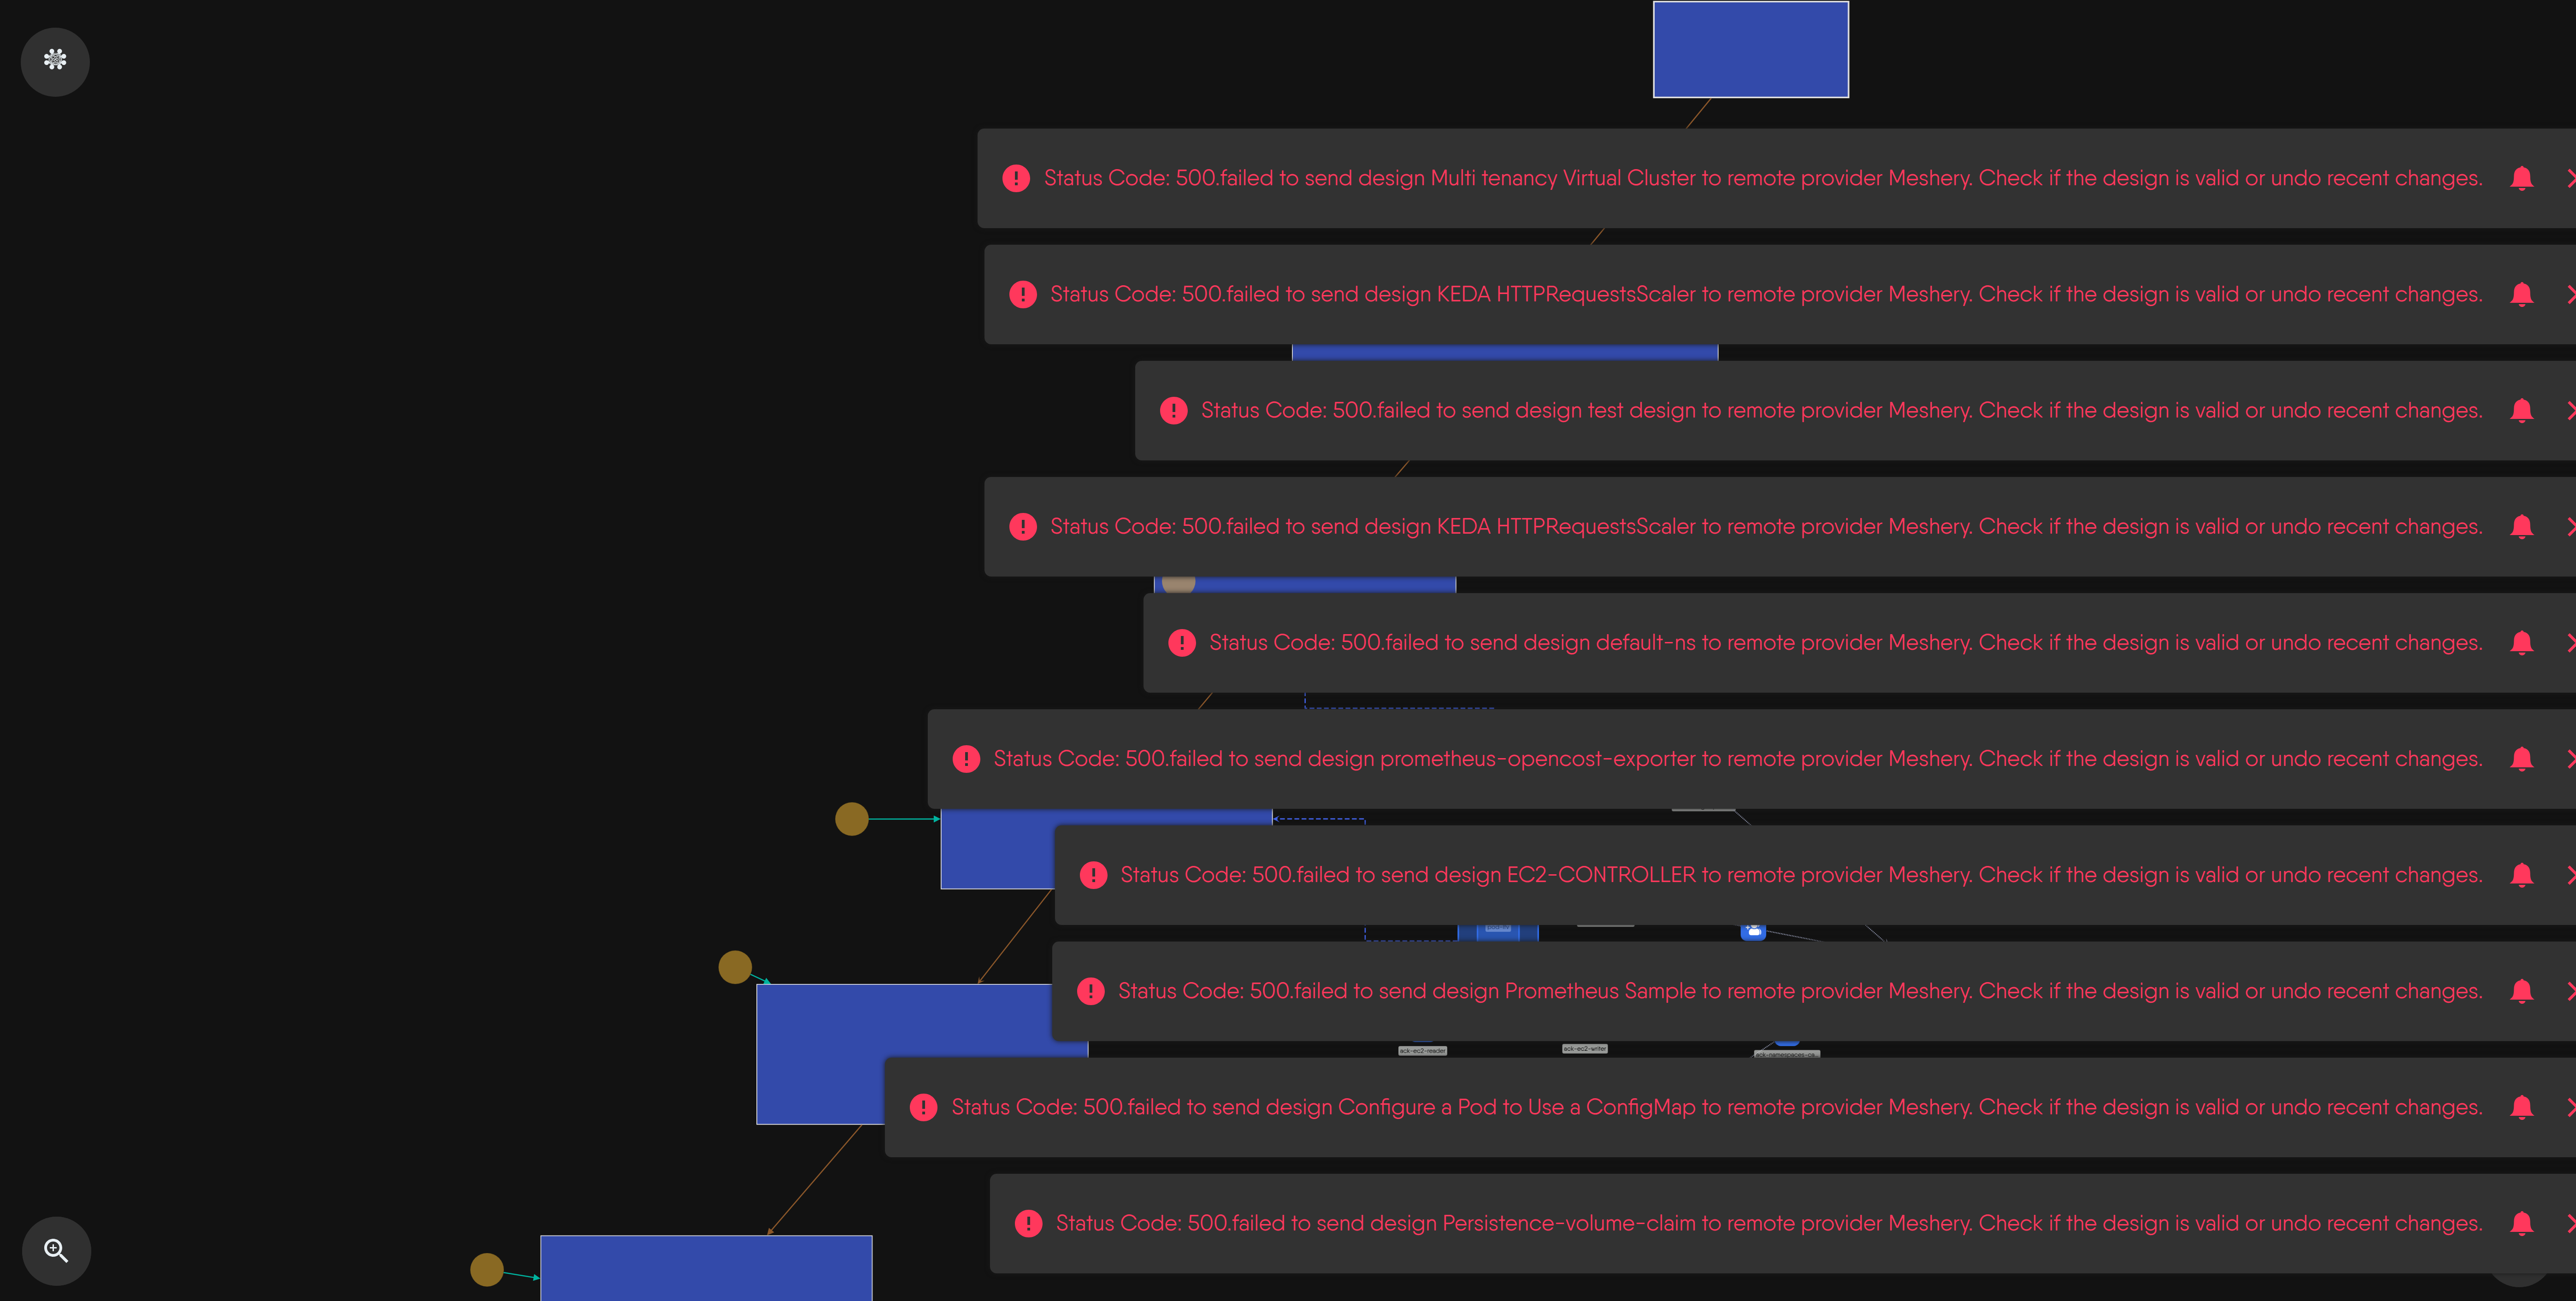 Status Code: 500.failed to send design Multi tenancy Virtual Cluster to remote provider Meshery. Check if the design is valid or undo recent changes.
Status Code: 500.failed to send design KEDA HTTPRequestsScaler to remote provider Meshery. Check if the design is valid or undo recent changes.
Status Code: 500.failed to send design test design to remote provider Meshery. Check if the design is valid or undo recent changes.
Status Code: 500.failed to send design KEDA HTTPRequestsScaler to remote provider Meshery. Check if the design is valid or undo recent changes.
Status Code: 500.failed to send design default-ns to remote provider Meshery. Check if the design is valid or undo recent changes.
Status Code: 500.failed to send design prometheus-opencost-exporter to remote provider Meshery. Check if the design is valid or undo recent changes.
Status Code: 500.failed to send design EC2-CONTROLLER to remote provider Meshery. Check if the design is valid or undo recent changes.
Status Code: 500.failed to send design Prometheus Sample to remote provider Meshery. Check if the design is valid or undo recent changes.
ack-ec2-reader
ack-ec2-writer
Status Code: 500.failed to send design Configure a Pod to Use a ConfigMap to remote provider Meshery. Check if the design is valid or undo recent changes.
Status Code: 500.failed to send design Persistence-volume-claim to remote provider Meshery. Check if the design is valid or undo recent changes.